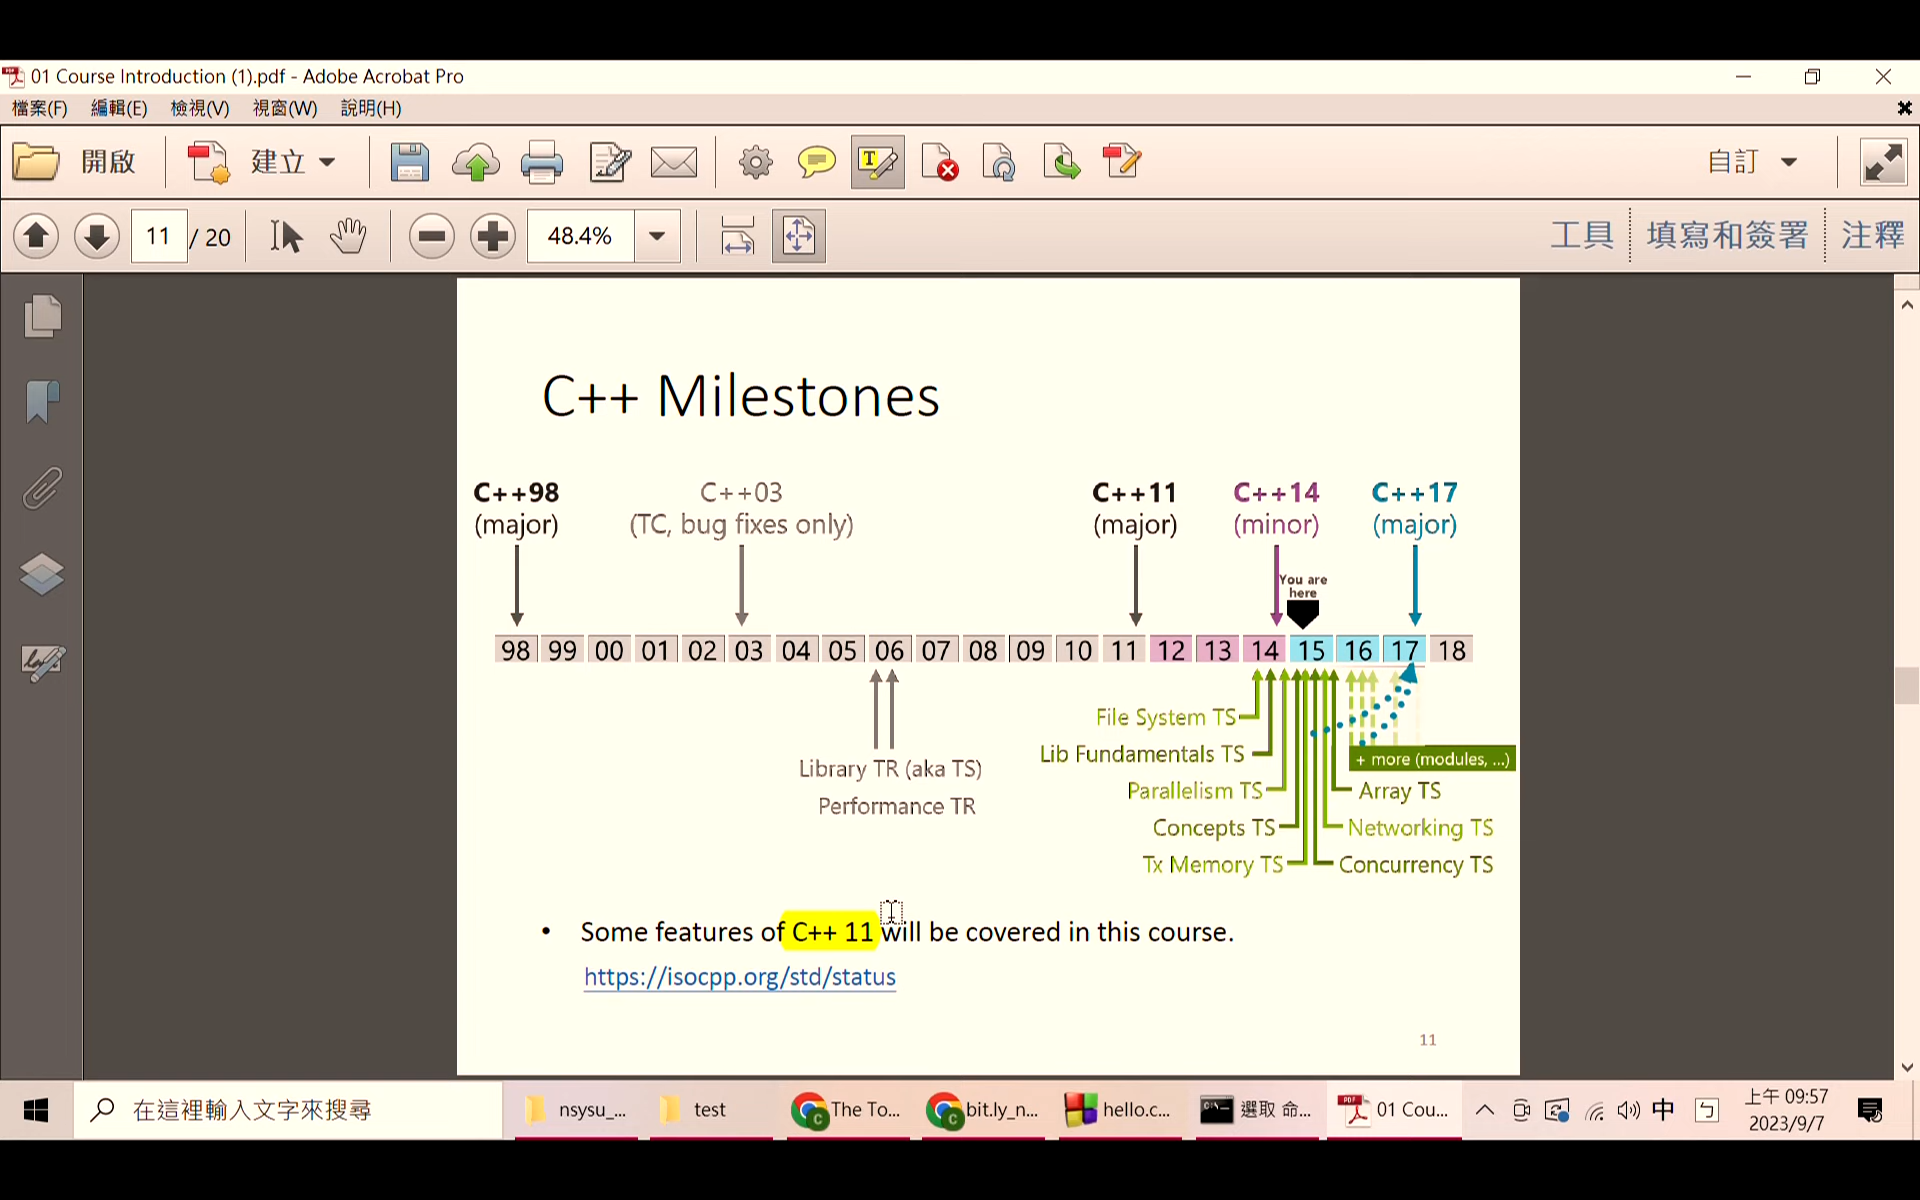 01 Course Introduction (1).pdf - Adobe Acrobat Pro
檔案(F) 編輯(E) 檢視(V) 視窗(W) 說明(H)
開啟 建立 自訂
11 / 20 48.4% 工具 填寫和簽署 注釋
C++ Milestones
C++98 C++03 C++11 C++14 C++17
(major) (TC, bug fixes only) (major) (minor) (major)
You are
here
98 99 00 01 02 03 04 05 06 07 08 09 10 11 12 13 14 15 16 17 18
File System TS
Lib Fundamentals TS + more (modules, ...)
Library TR (aka TS) Parallelism TS Array TS
Performance TR Concepts TS Networking TS
Tx Memory TS Concurrency TS
• Some features of C++ 11 will be covered in this course.
https://isocpp.org/std/status
11
在這裡輸入文字來搜尋 nsysu_... test The To... bit.ly_n... hello.c... 選取 命... 01 Cou... 中 上午 09:57
2023/9/7